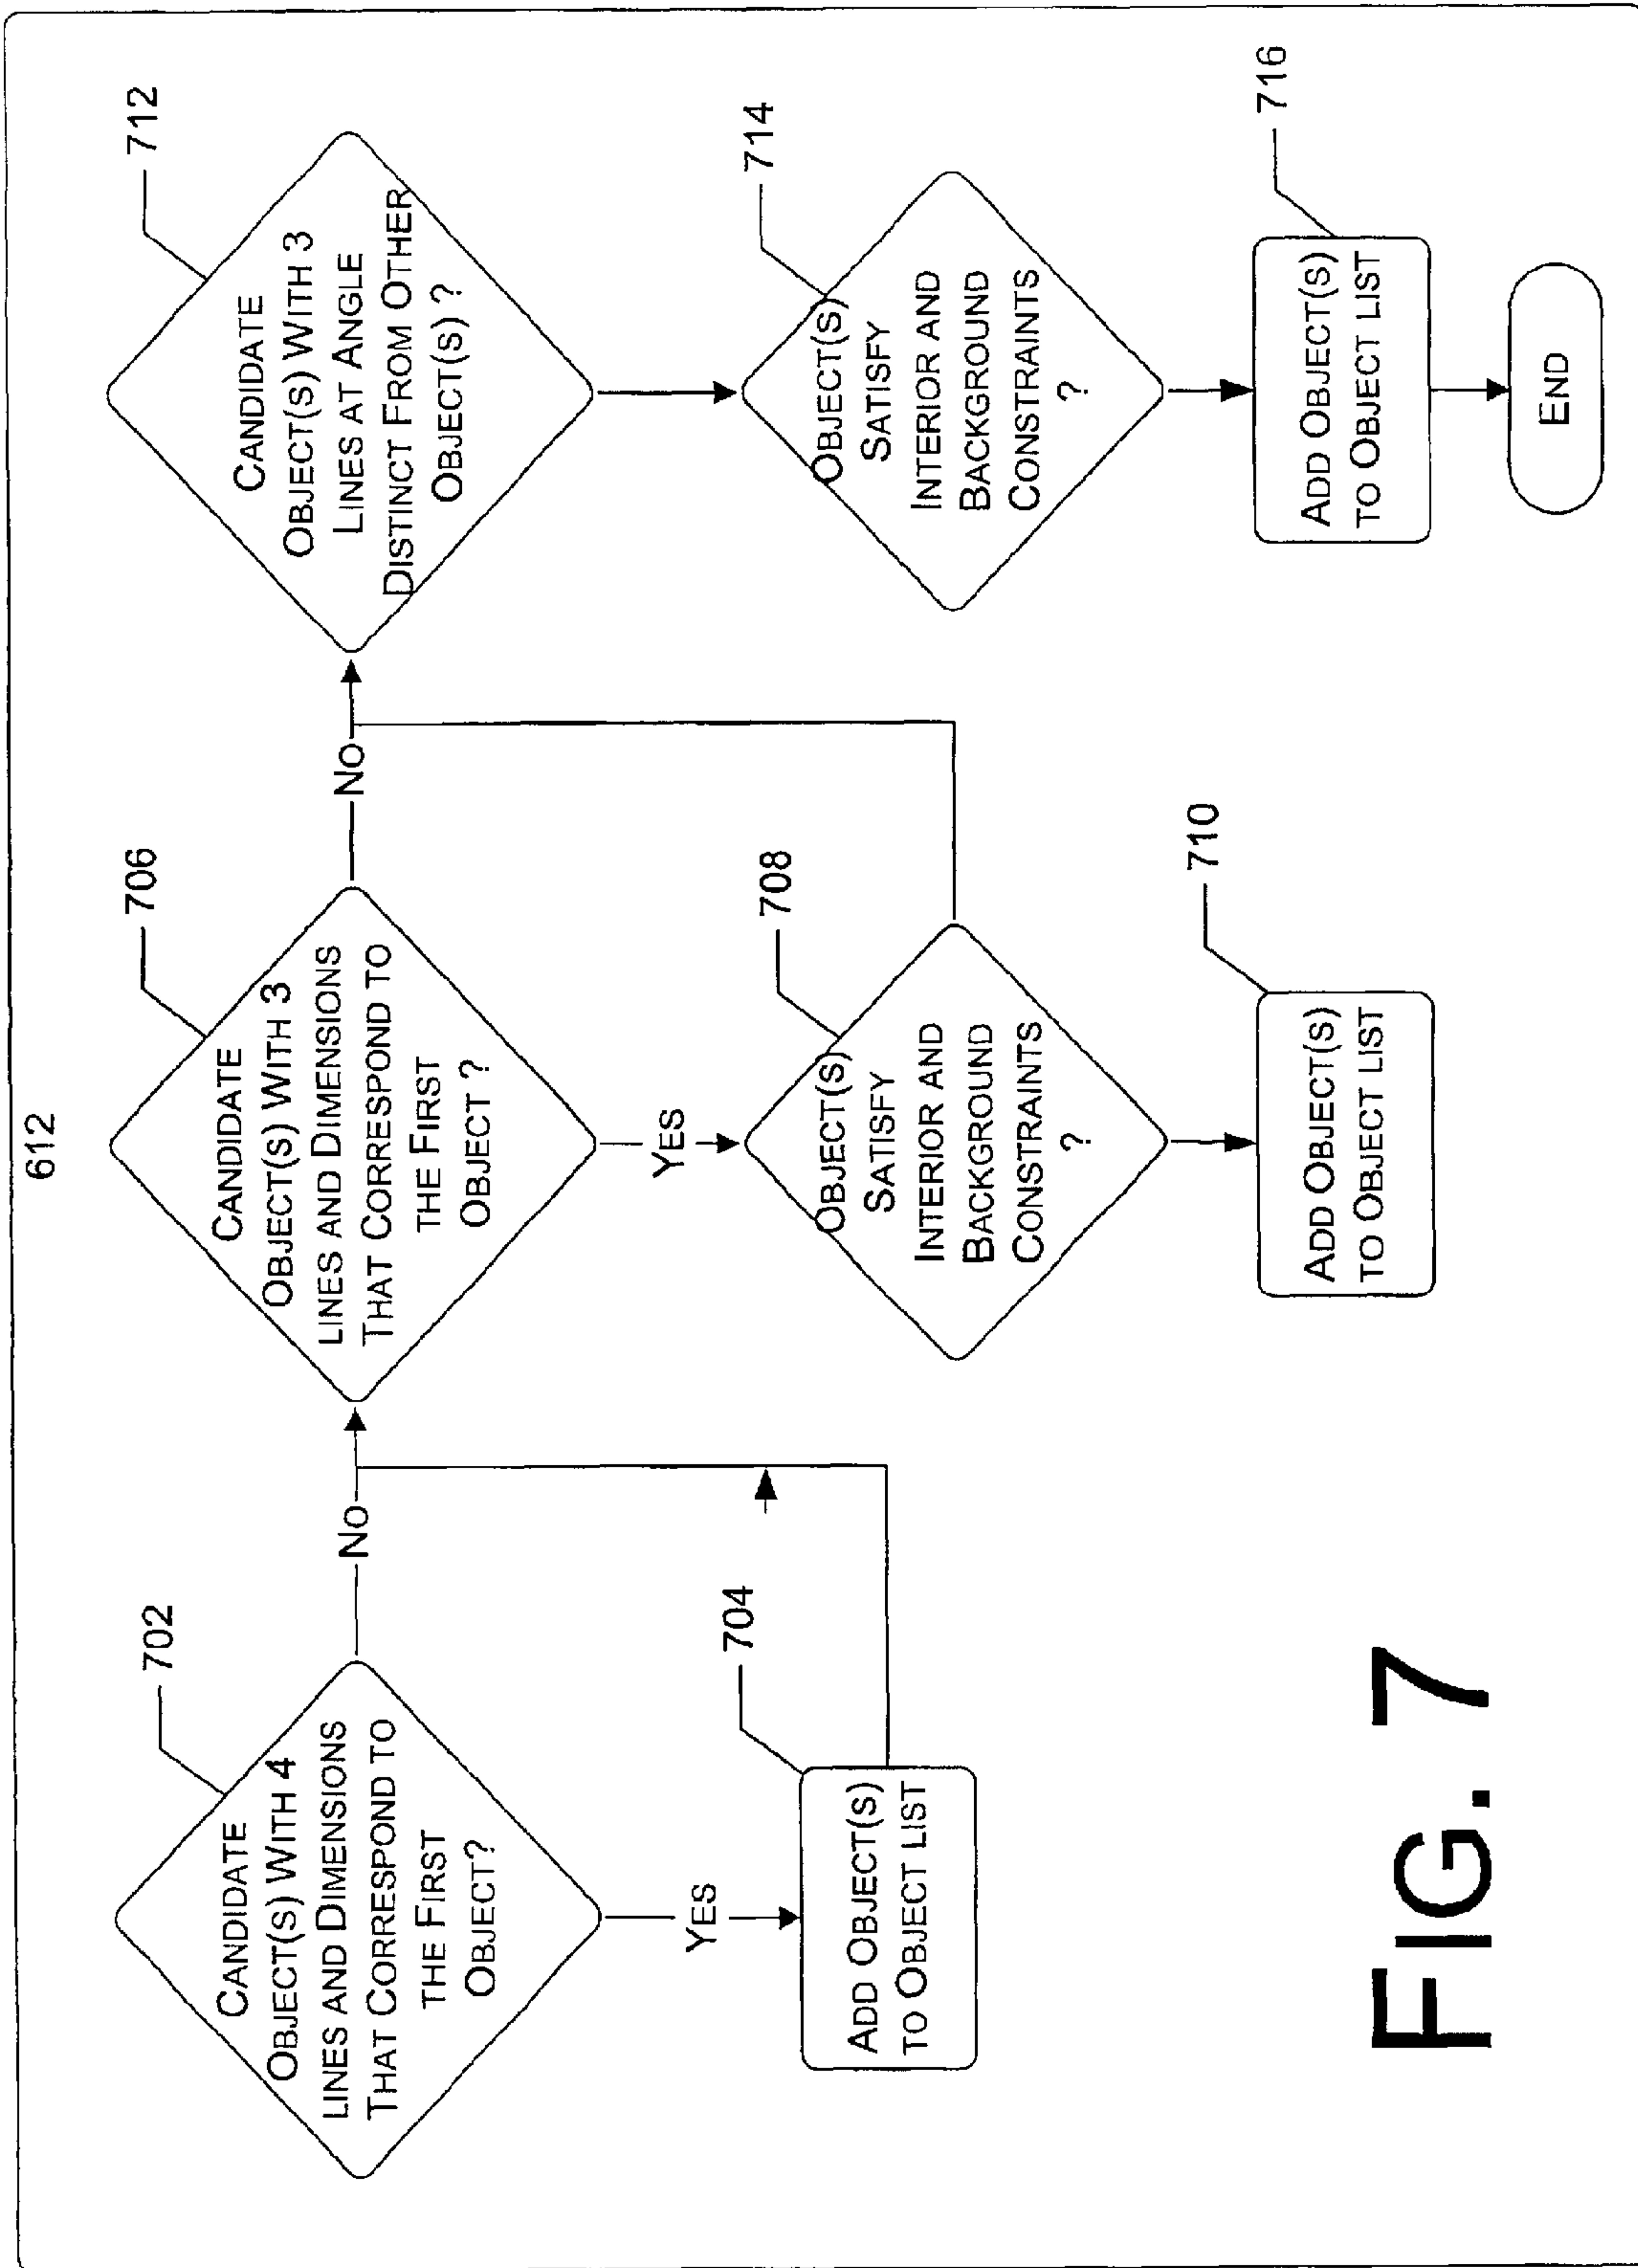 612
702
CANDIDATE
OBJECT(S) WITH 4
LINES AND DIMENSIONS
THAT CORRESPOND TO
THE FIRST
OBJECT?
NO
YES
704
ADD OBJECT(S)
TO OBJECT LIST
706
CANDIDATE
OBJECT(S) WITH 3
LINES AND DIMENSIONS
THAT CORRESPOND TO
THE FIRST
OBJECT ?
NO
YES
708
OBJECT(S)
SATISFY
INTERIOR AND
BACKGROUND
CONSTRAINTS
?
710
ADD OBJECT(S)
TO OBJECT LIST
712
CANDIDATE
OBJECT(S) WITH 3
LINES AT ANGLE
DISTINCT FROM OTHER
OBJECT(S) ?
714
OBJECT(S)
SATISFY
INTERIOR AND
BACKGROUND
CONSTRAINTS
?
716
ADD OBJECT(S)
TO OBJECT LIST
END
FIG. 7